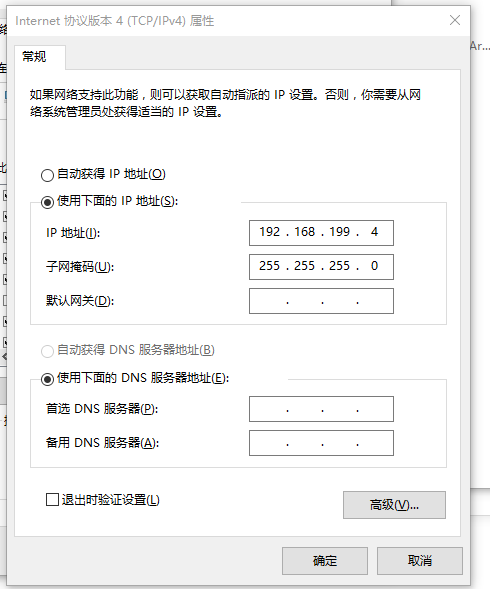 Internet 协议版本 4 (TCP/IPv4) 属性
常规
如果网络支持此功能，则可以获取自动指派的 IP 设置。否则，你需要从网
络系统管理员处获得适当的 IP 设置。
自动获得 IP 地址(O)
使用下面的 IP 地址(S):
IP 地址(I): 192 . 168 . 199 . 4
子网掩码(U): 255 . 255 . 255 . 0
默认网关(D): . . .
自动获得 DNS 服务器地址(B)
使用下面的 DNS 服务器地址(E):
首选 DNS 服务器(P): . . .
备用 DNS 服务器(A): . . .
退出时验证设置(L)
高级(V)...
确定 取消
Ar...